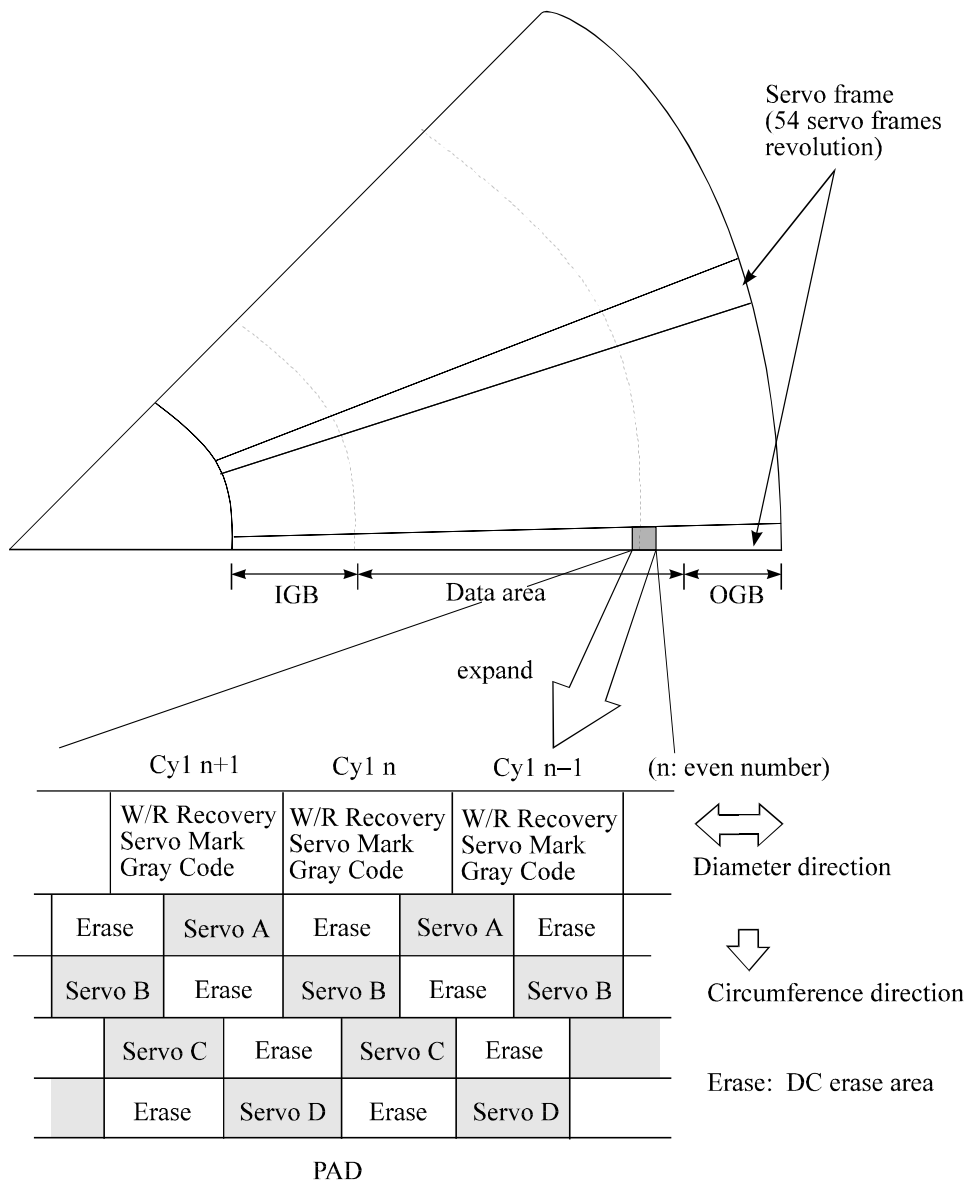 Servo frame
(54 servo frames
revolution)
IGB
Data area
OGB
expand
Cy1 n+1
Cy1 n
Cy1 n–1
(n: even number)
W/R Recovery
Servo Mark
Gray Code
W/R Recovery
Servo Mark
Gray Code
W/R Recovery
Servo Mark
Gray Code
Diameter direction
Erase
Servo A
Erase
Servo A
Erase
Servo B
Erase
Servo B
Erase
Servo B
Circumference direction
Servo C
Erase
Servo C
Erase
Erase: DC erase area
Erase
Servo D
Erase
Servo D
PAD